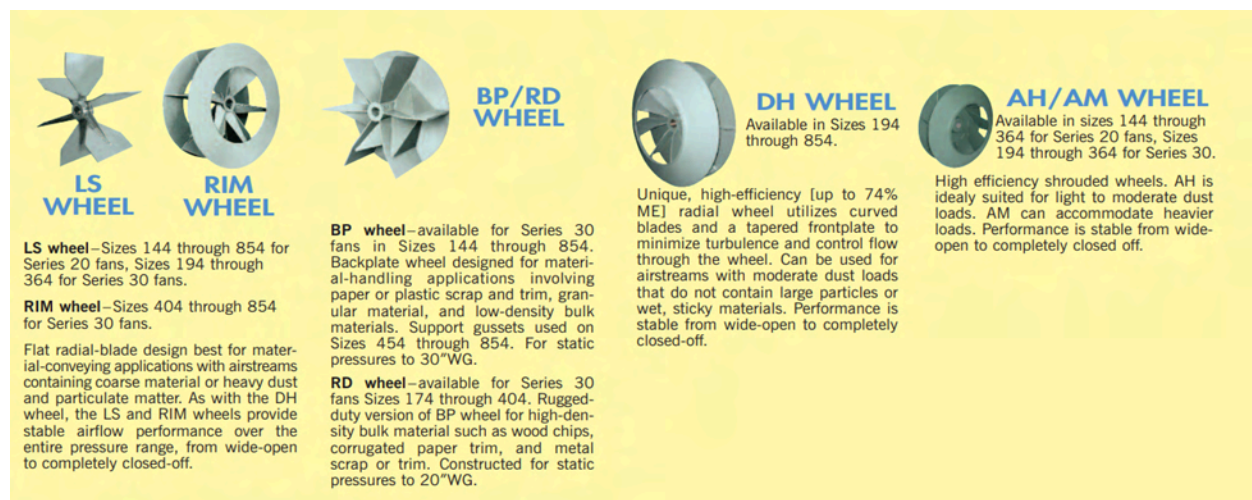 LS
WHEEL
RIM
WHEEL
LS wheel–Sizes 144 through 854 for
Series 20 fans, Sizes 194 through
364 for Series 30 fans.
RIM wheel–Sizes 404 through 854
for Series 30 fans.
Flat radial-blade design best for mater-
ial-conveying applications with airstreams
containing coarse material or heavy dust
and particulate matter. As with the DH
wheel, the LS and RIM wheels provide
stable airflow performance over the
entire pressure range, from wide-open
to completely closed-off.
BP/RD
WHEEL
BP wheel–available for Series 30
fans in Sizes 144 through 854.
Backplate wheel designed for materi-
al-handling applications involving
paper or plastic scrap and trim, gran-
ular material, and low-density bulk
materials. Support gussets used on
Sizes 454 through 854. For static
pressures to 30"WG.
RD wheel–available for Series 30
fans Sizes 174 through 404. Rugged-
duty version of BP wheel for high-den-
sity bulk material such as wood chips,
corrugated paper trim, and metal
scrap or trim. Constructed for static
pressures to 20"WG.
DH WHEEL
Available in Sizes 194
through 854.
Unique, high-efficiency [up to 74%
ME] radial wheel utilizes curved
blades and a tapered frontplate to
minimize turbulence and control flow
through the wheel. Can be used for
airstreams with moderate dust loads
that do not contain large particles or
wet, sticky materials. Performance is
stable from wide-open to completely
closed-off.
AH/AM WHEEL
Available in sizes 144 through
364 for Series 20 fans, Sizes
194 through 364 for Series 30.
High efficiency shrouded wheels. AH is
idealy suited for light to moderate dust
loads. AM can accommodate heavier
loads. Performance is stable from wide-
open to completely closed off.